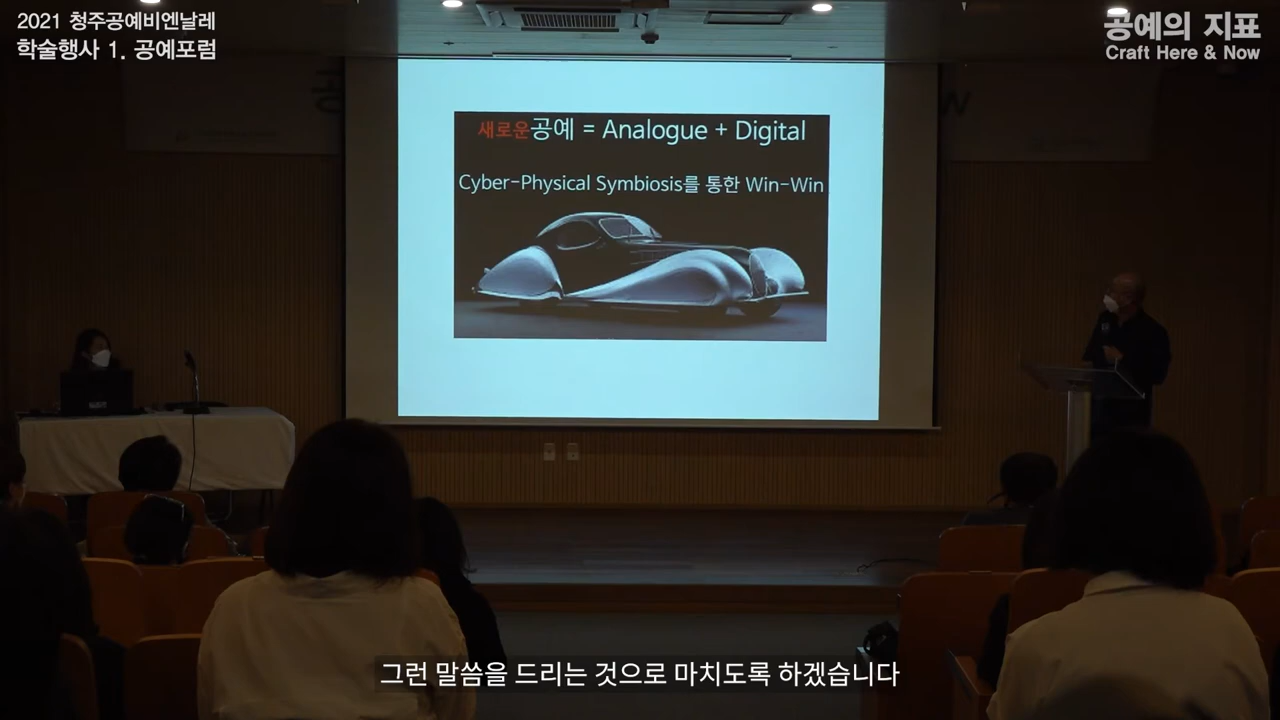 2021 청주공예비엔날레
학술행사 1. 공예포럼
공예의 지표
Craft Here & Now
새로운공예 = Analogue + Digital
Cyber-Physical Symbiosis를 통한 Win-Win
그런 말씀을 드리는 것으로 마치도록 하겠습니다